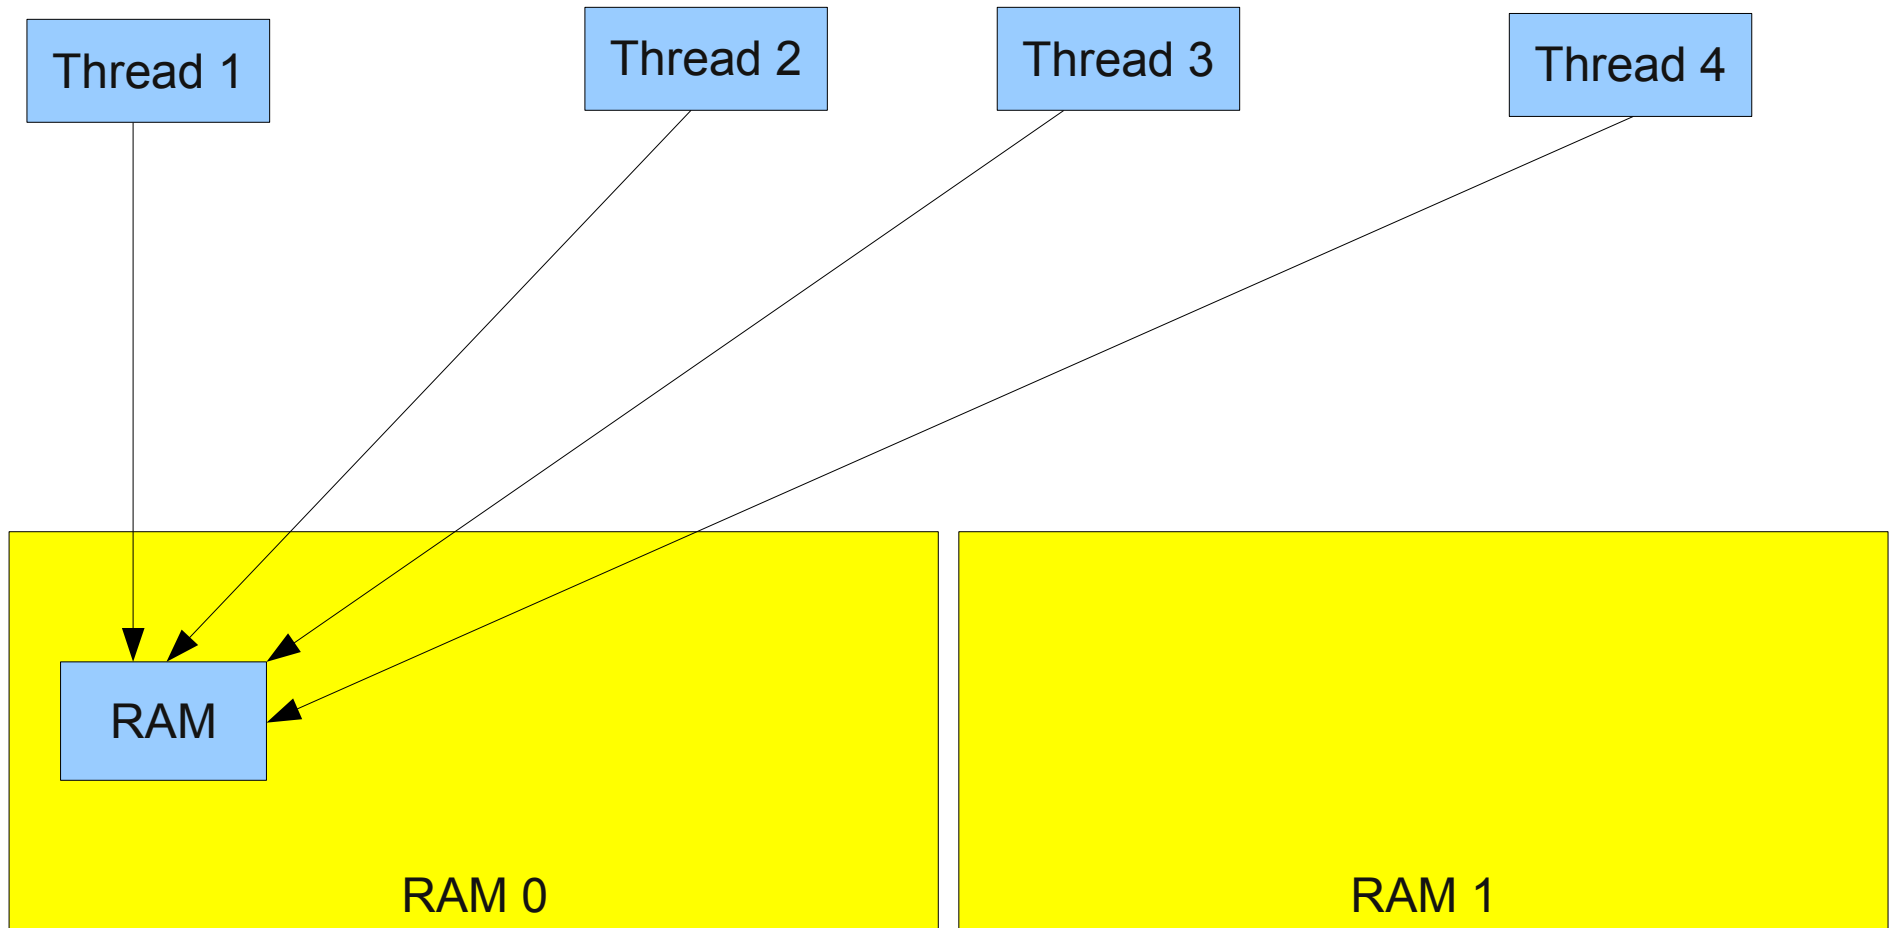 Thread 1
Thread 2
Thread 3
Thread 4
RAM
RAM 0
RAM 1